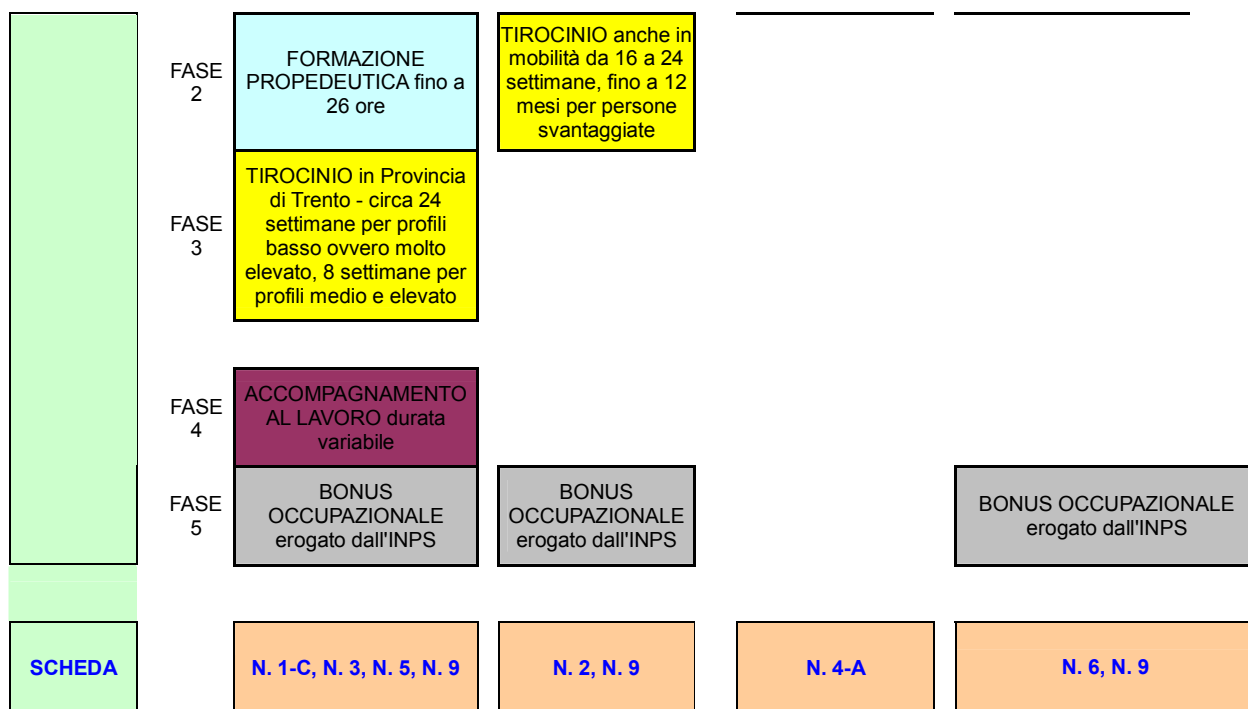 FASE
2
FORMAZIONE
PROPEDEUTICA fino a
26 ore
TIROCINIO anche in
mobilità da 16 a 24
settimane, fino a 12
mesi per persone
svantaggiate
FASE
3
TIROCINIO in Provincia
di Trento - circa 24
settimane per profili
basso ovvero molto
elevato, 8 settimane per
profili medio e elevato
FASE
4
ACCOMPAGNAMENTO
AL LAVORO durata
variabile
FASE
5
BONUS
OCCUPAZIONALE
erogato dall'INPS
BONUS
OCCUPAZIONALE
erogato dall'INPS
BONUS OCCUPAZIONALE
erogato dall'INPS
SCHEDA
N. 1-C, N. 3, N. 5, N. 9
N. 2, N. 9
N. 4-A
N. 6, N. 9